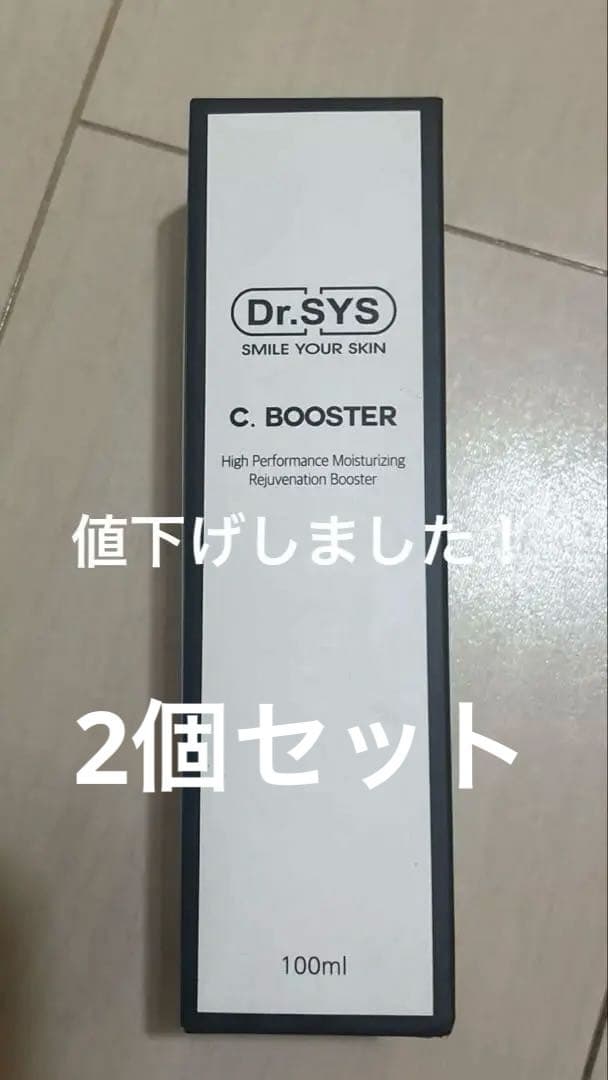 Dr.SYS
SMILE YOUR SKIN
C. BOOSTER
High Performance Moisturizing
Rejuvenation Booster
値下げしました！
2個セット
100ml